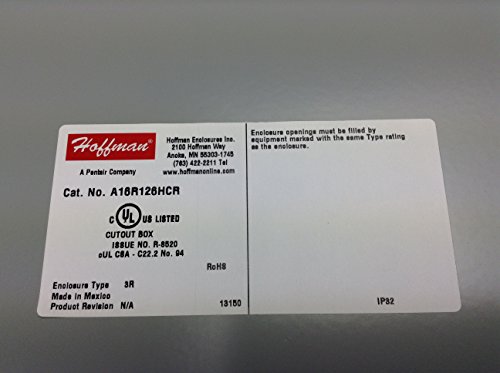 Hoffman®
A Pentair Company
Hoffman Enclosures Inc.
2100 Hoffman Way
Anoka, MN 55303-1745
(763) 422-2211 Tel
www.hoffmanonline.com
Cat. No. A16R126HCR
C UL US LISTED
CUTOUT BOX
ISSUE NO. R-8520
cUL CSA - C22.2 No. 94
RoHS
Enclosure Type 3R
Made in Mexico
Product Revision N/A
13150
Enclosure openings must be filled by
equipment marked with the same Type rating
as the enclosure.
IP32